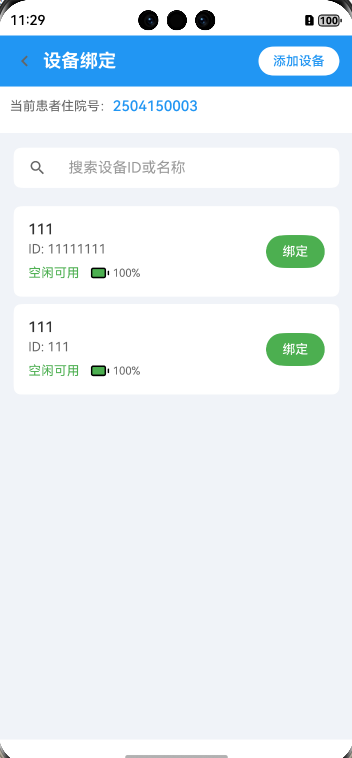 11:29
100
设备绑定
添加设备
当前患者住院号: 2504150003
搜索设备ID或名称
111
ID: 11111111
空闲可用 100%
绑定
111
ID: 111
空闲可用 100%
绑定